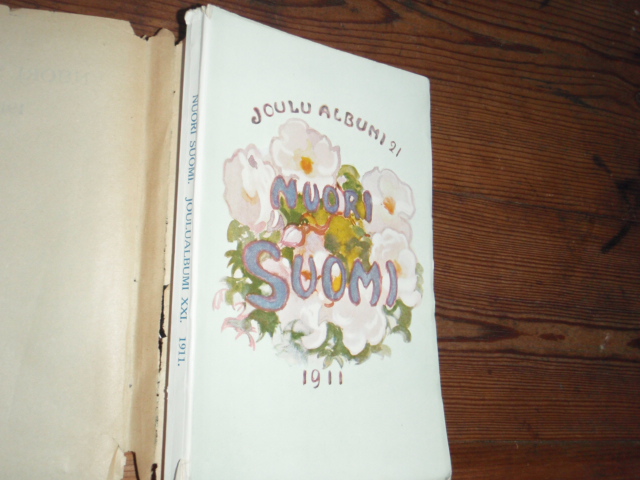 JOULU ALBUMI 21
NUORI
SUOMI
1911
NUORI SUOMI. JOULUALBUMI XXI. 1911.